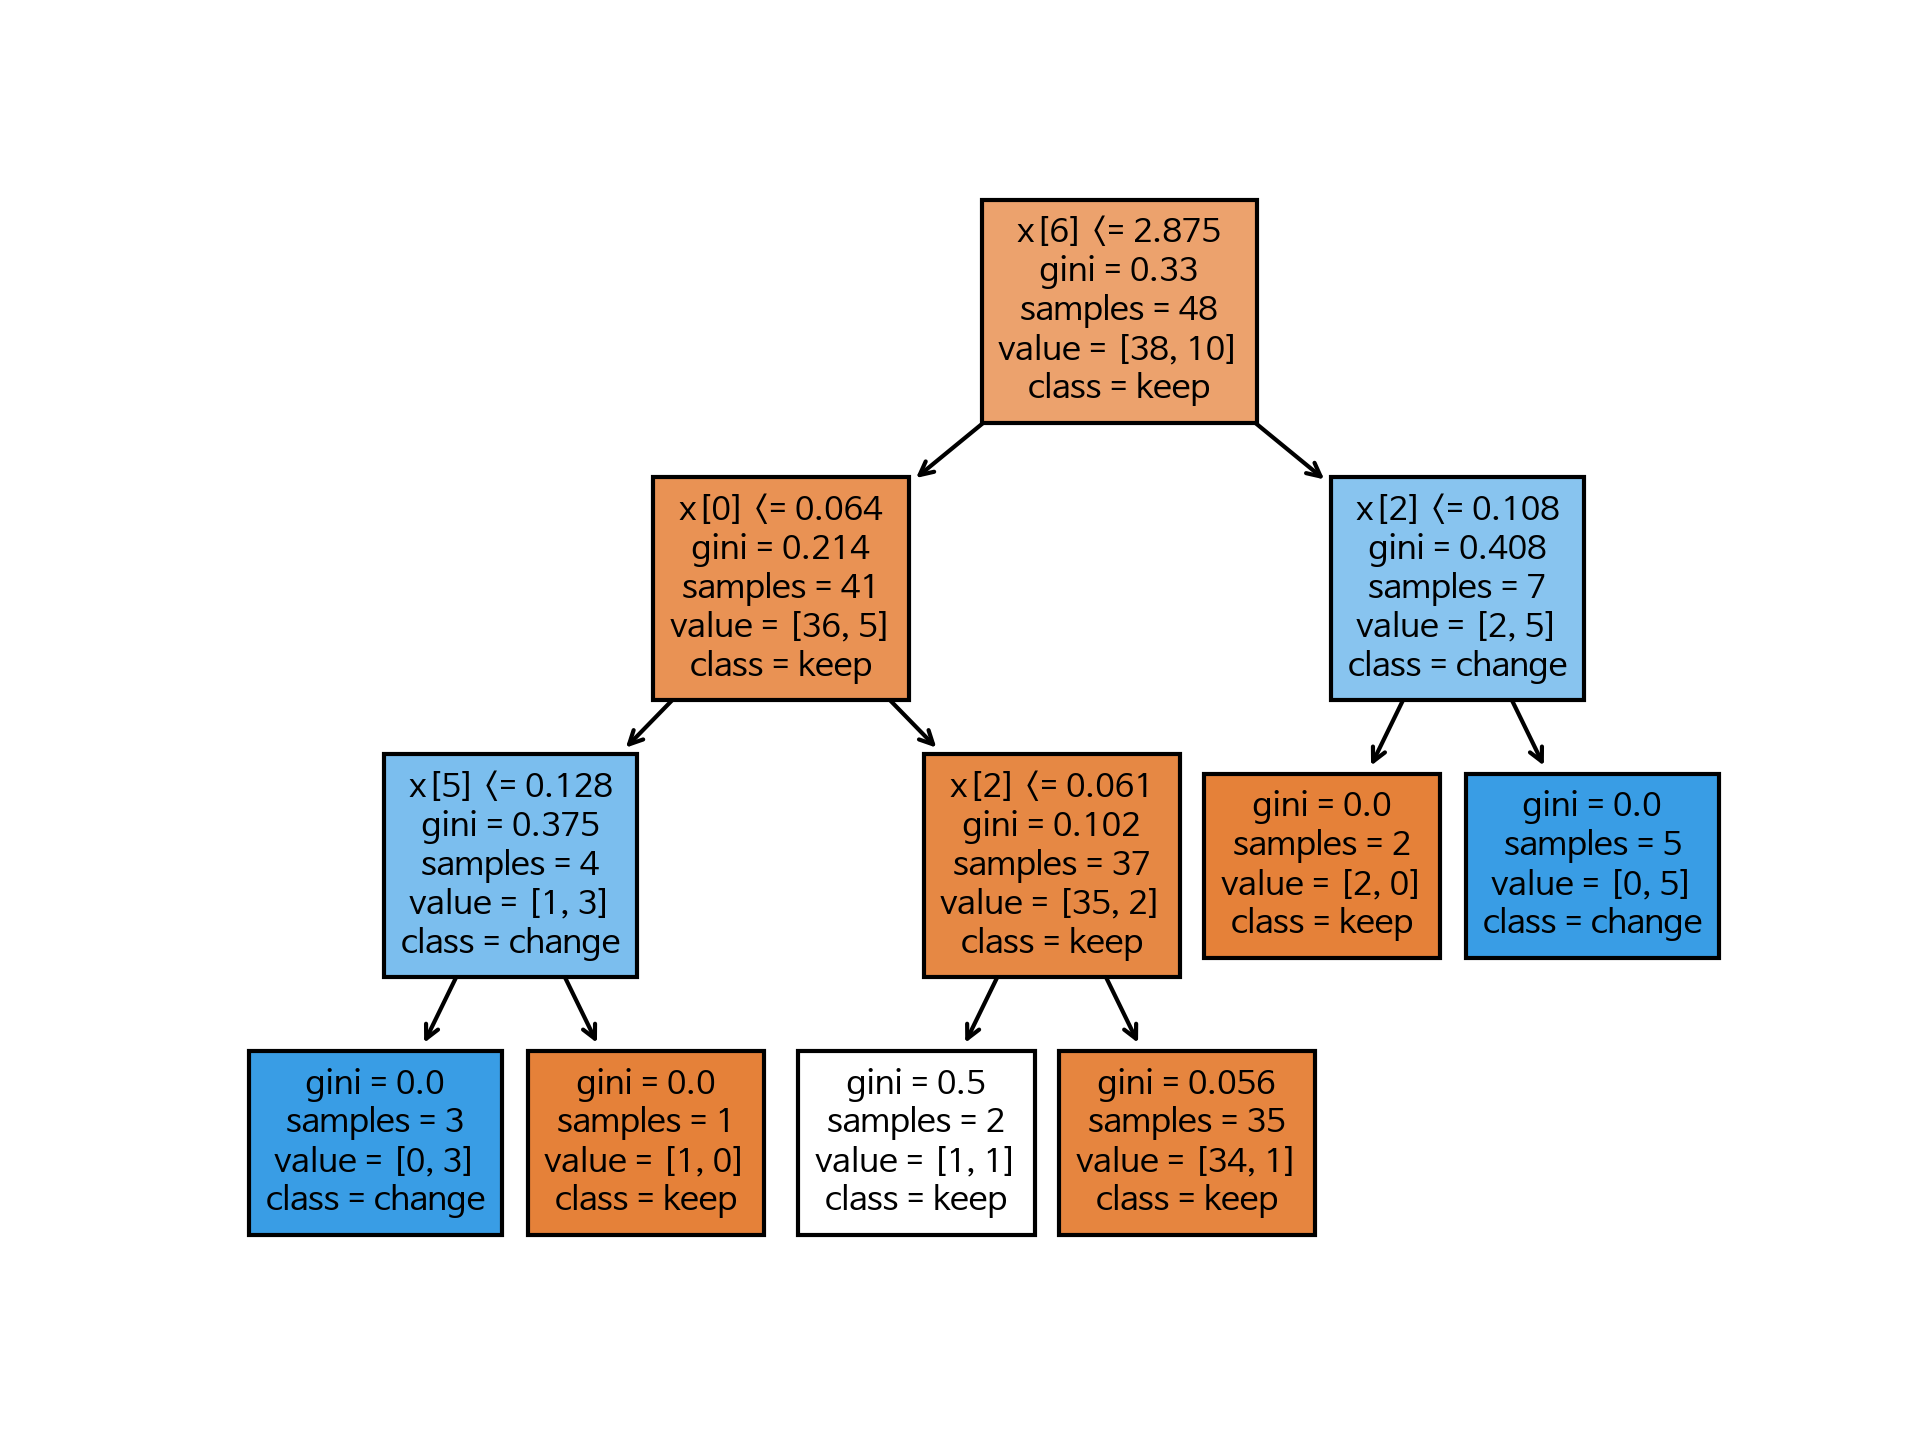 x[6] <= 2.875
gini = 0.33
samples = 48
value = [38, 10]
class = keep
x[0] <= 0.064
gini = 0.214
samples = 41
value = [36, 5]
class = keep
x[2] <= 0.108
gini = 0.408
samples = 7
value = [2, 5]
class = change
x[5] <= 0.128
gini = 0.375
samples = 4
value = [1, 3]
class = change
x[2] <= 0.061
gini = 0.102
samples = 37
value = [35, 2]
class = keep
gini = 0.0
samples = 2
value = [2, 0]
class = keep
gini = 0.0
samples = 5
value = [0, 5]
class = change
gini = 0.0
samples = 3
value = [0, 3]
class = change
gini = 0.0
samples = 1
value = [1, 0]
class = keep
gini = 0.5
samples = 2
value = [1, 1]
class = keep
gini = 0.056
samples = 35
value = [34, 1]
class = keep